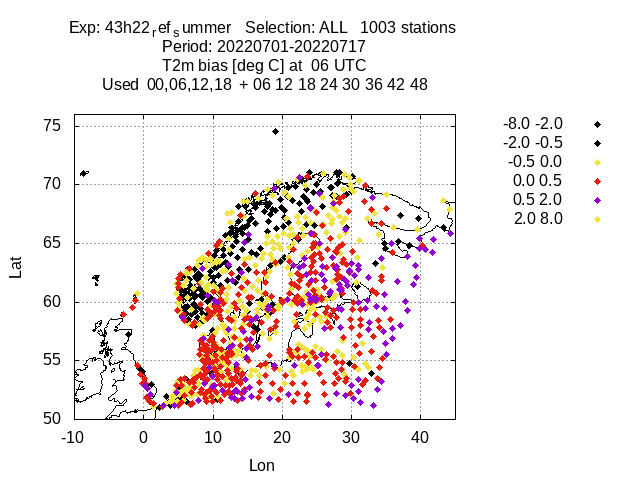 Exp: 43h22refsummer Selection: ALL 1003 stations
Period: 20220701-20220717
T2m bias [deg C] at 06 UTC
Used 00,06,12,18 + 06 12 18 24 30 36 42 48
-8.0 -2.0
-2.0 -0.5
-0.5 0.0
0.0 0.5
0.5 2.0
2.0 8.0
75
70
65
60
55
50
Lat
-10 0 10 20 30 40
Lon